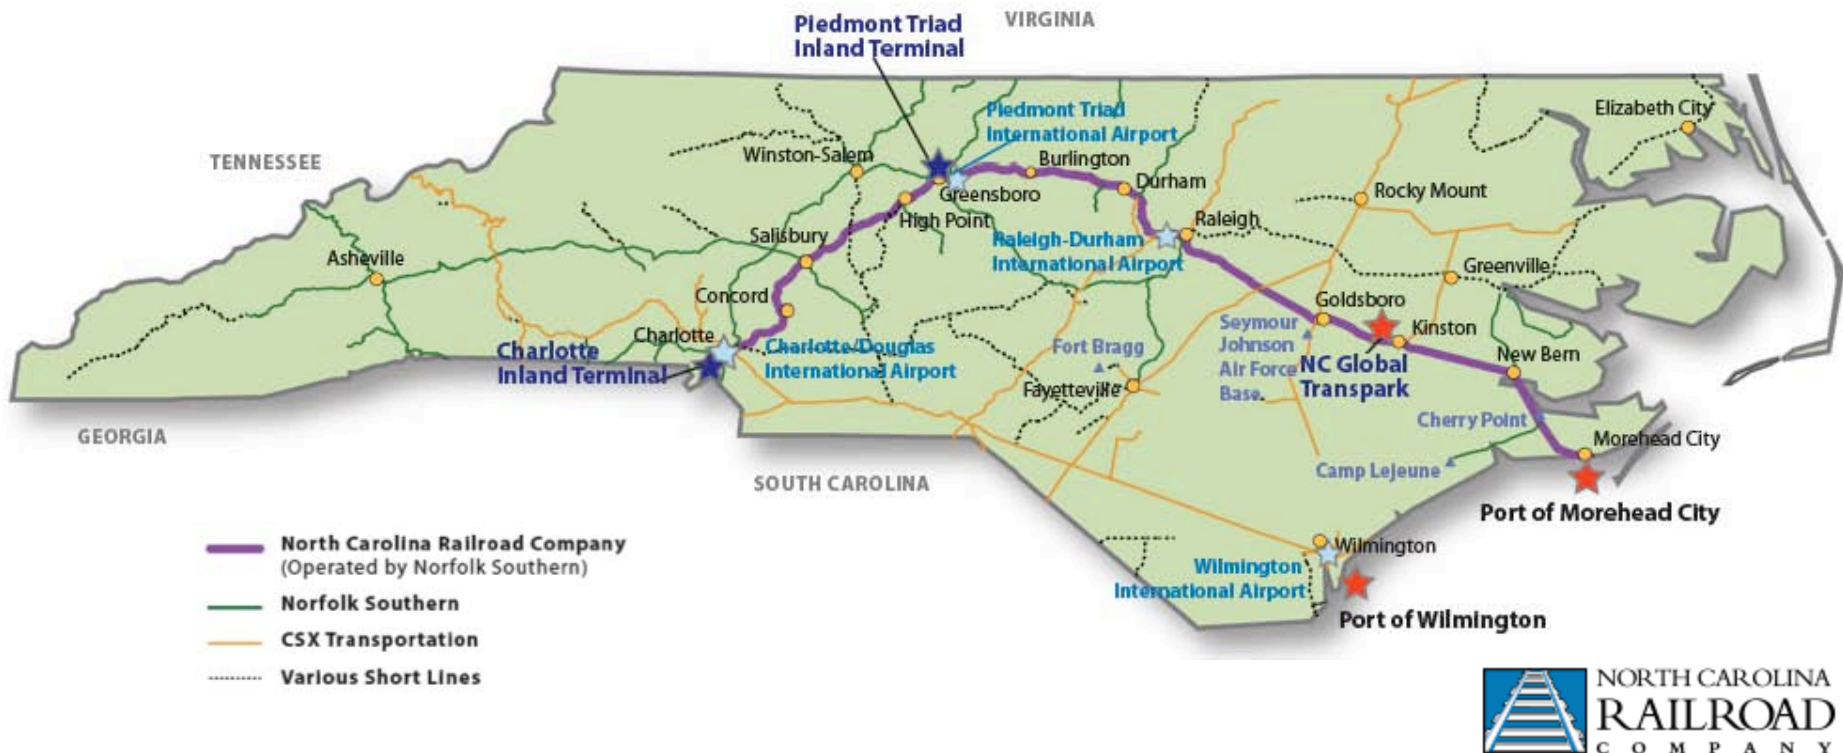 Piedmont Triad
Inland Terminal
VIRGINIA
Piedmont Triad
International Airport
Elizabeth City
TENNESSEE
Winston-Salem
Burlington
Durham
Greensboro
High Point
Rocky Mount
Raleigh
Salisbury
Raleigh-Durham
International Airport
Asheville
Greenville
Concord
Goldsboro
Charlotte
Seymour
Johnson
Air Force
Base
Kinston
Charlotte
Inland Terminal
Charlotte/Douglas
International Airport
Fort Bragg
NC Global
Transpark
New Bern
Fayetteville
Cherry Point
GEORGIA
Morehead City
Camp Lejeune
SOUTH CAROLINA
Port of Morehead City
Wilmington
Wilmington
International Airport
Port of Wilmington
North Carolina Railroad Company
(Operated by Norfolk Southern)
Norfolk Southern
CSX Transportation
Various Short Lines
NORTH CAROLINA
RAILROAD
COMPANY